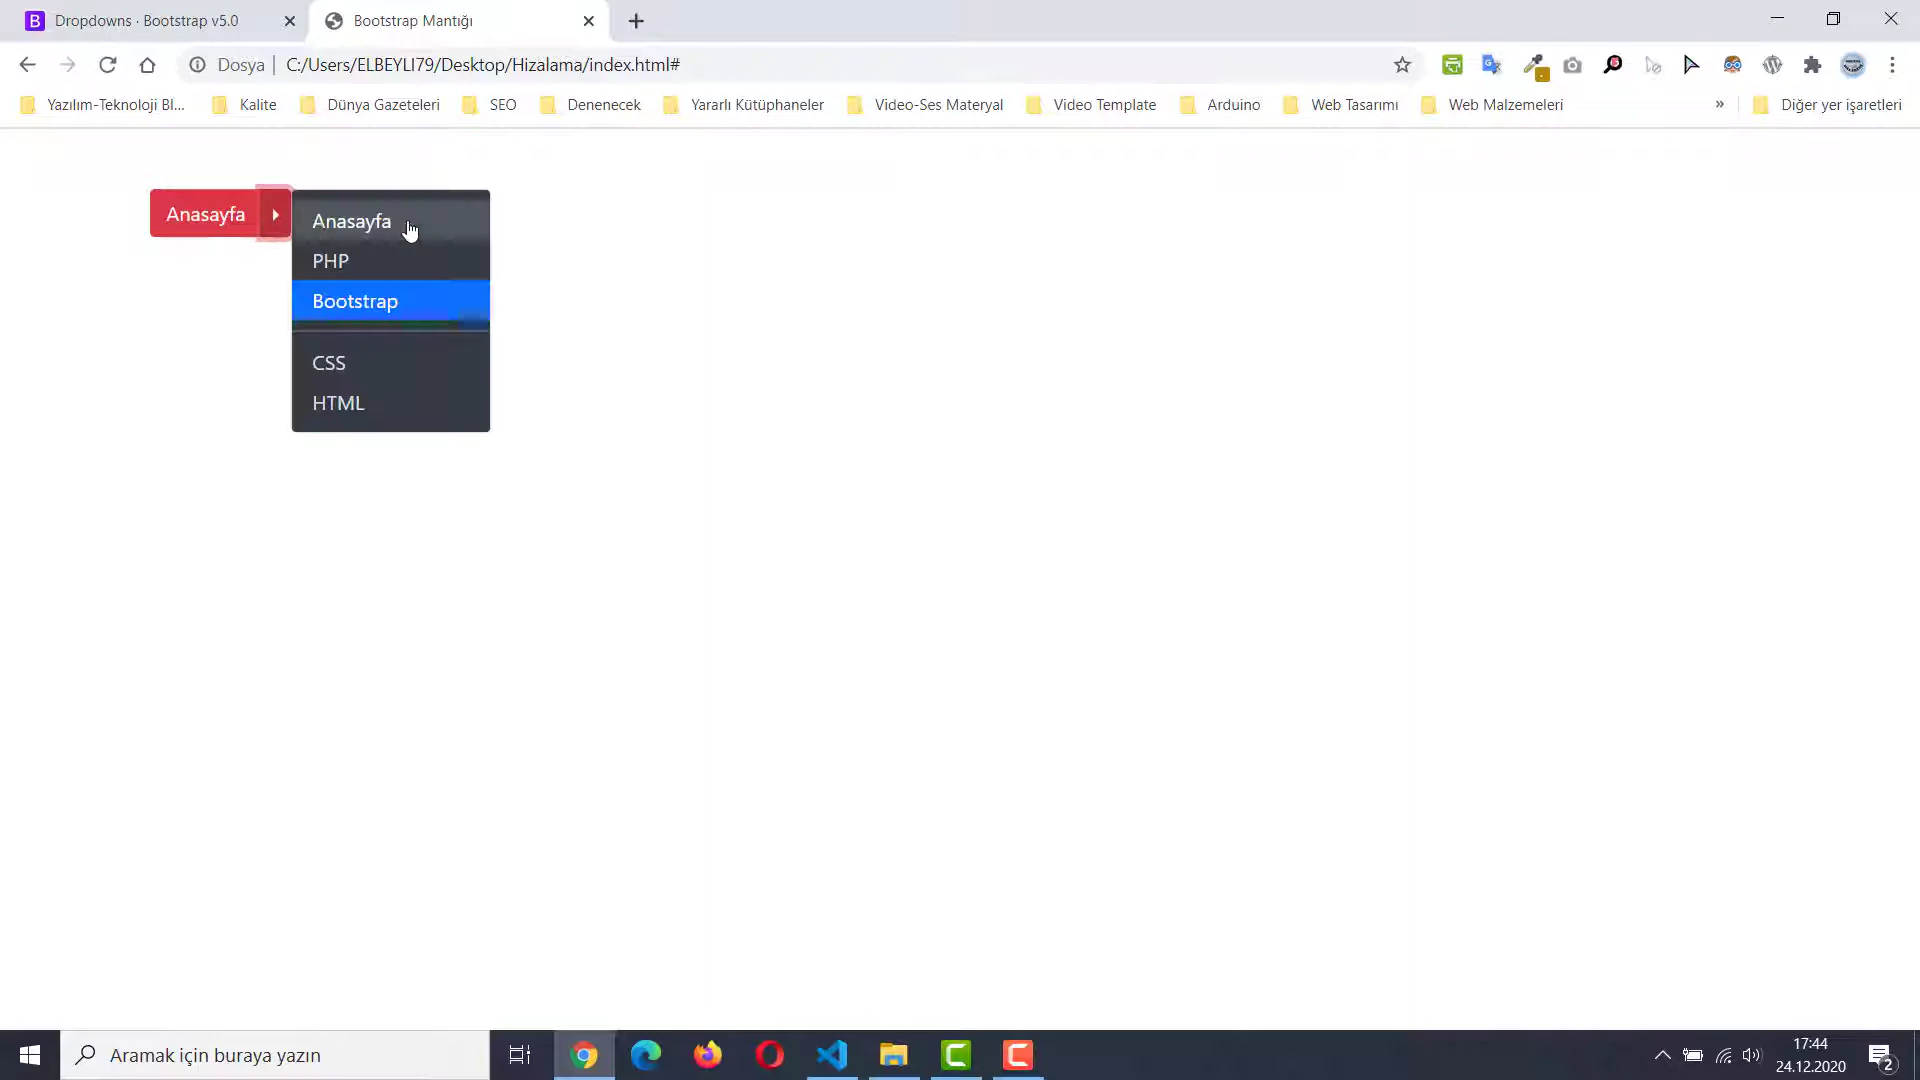 Dropdowns · Bootstrap v5.0
Bootstrap Mantığı
Dosya
C:/Users/ELBEYLI79/Desktop/Hizalama/index.html#
Yazılım-Teknoloji Bl...
Kalite
Dünya Gazeteleri
SEO
Denenecek
Yararlı Kütüphaneler
Video-Ses Materyal
Video Template
Arduino
Web Tasarımı
Web Malzemeleri
»
Diğer yer işaretleri
Anasayfa
Anasayfa
PHP
Bootstrap
CSS
HTML
Aramak için buraya yazın
17:44
24.12.2020
2